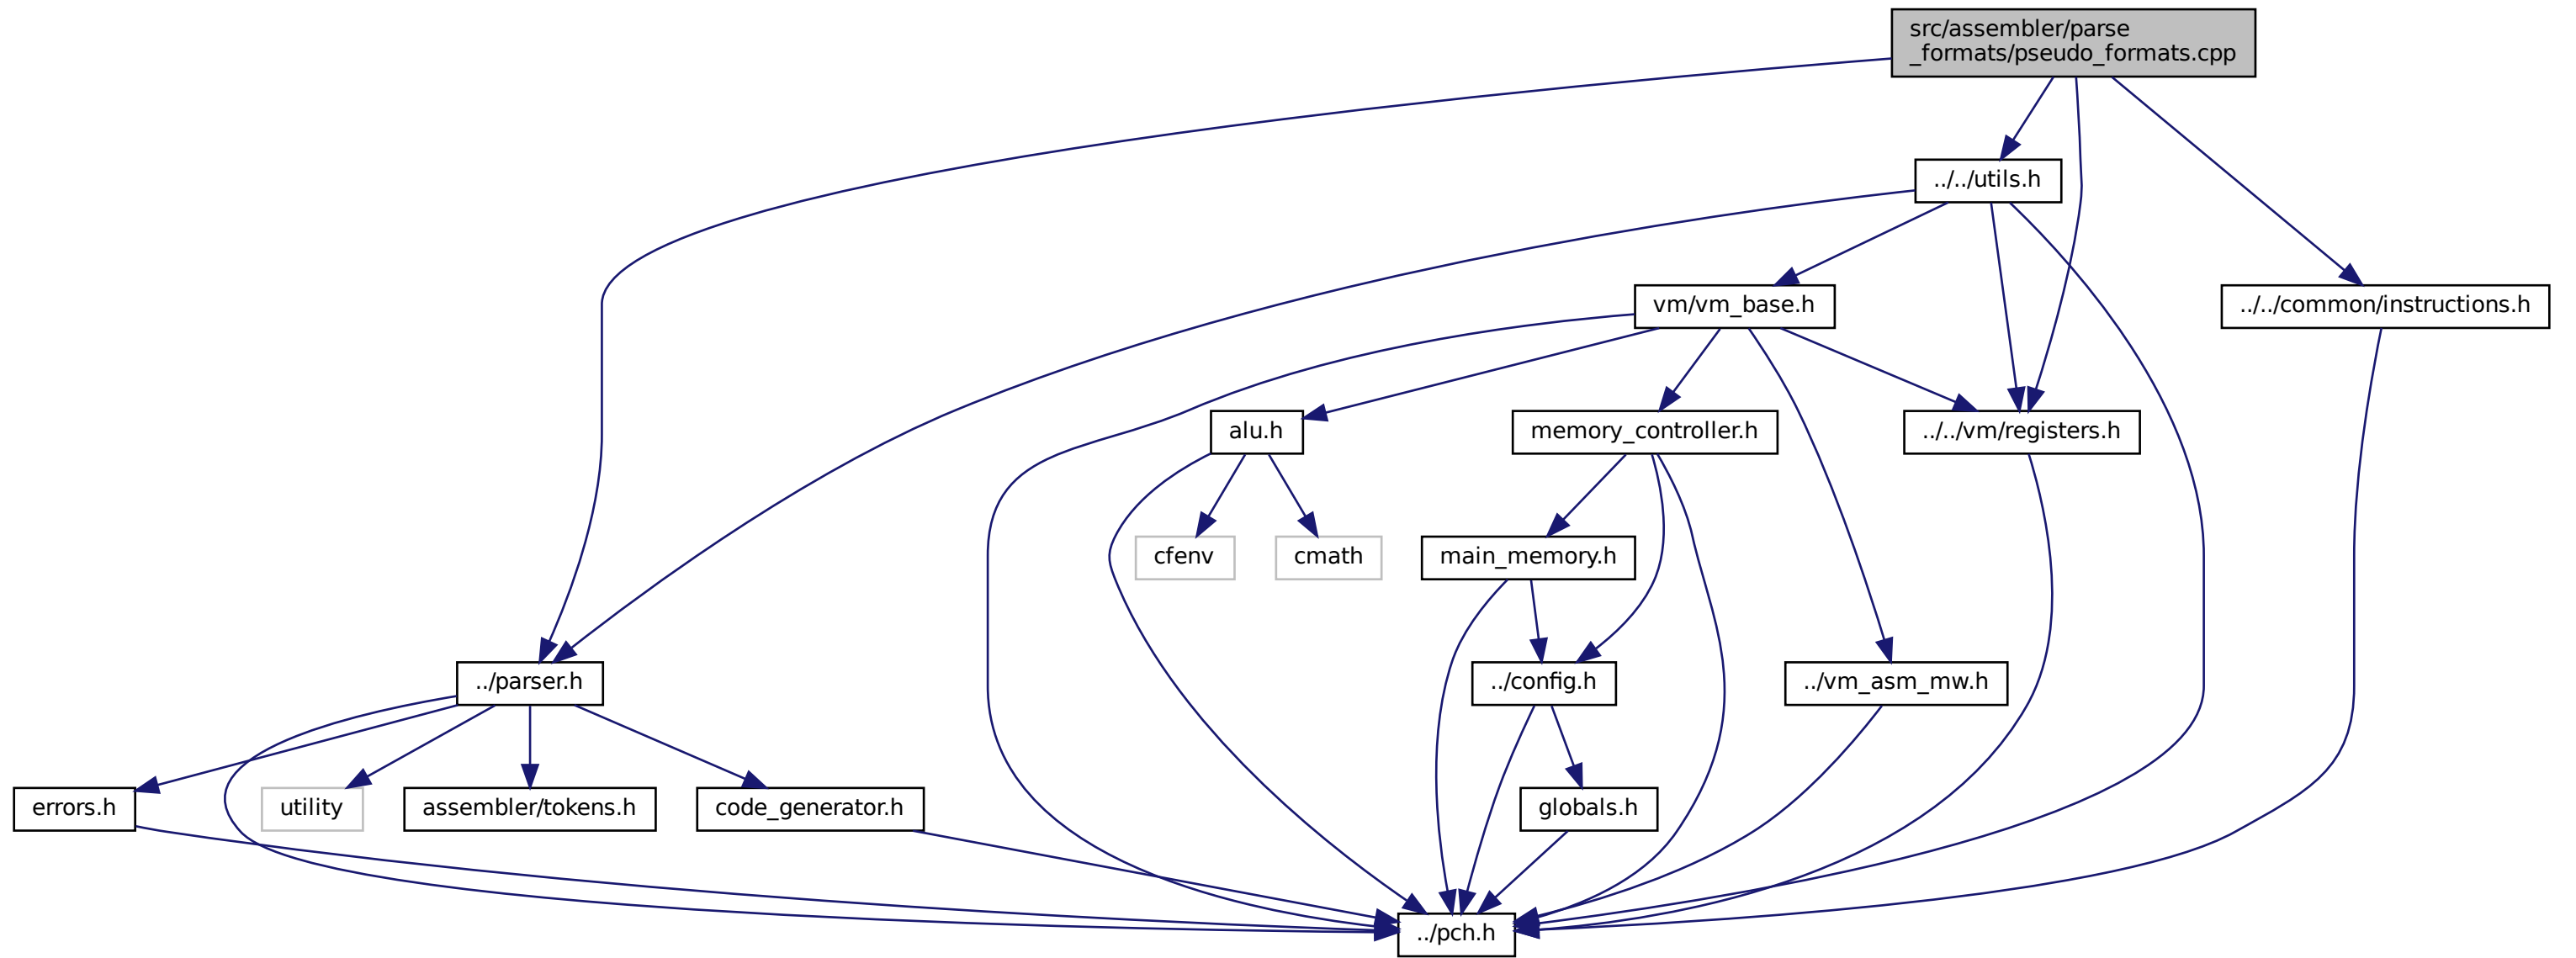 src/assembler/parse
_formats/pseudo_formats.cpp
../../utils.h
vm/vm_base.h
../../common/instructions.h
alu.h
memory_controller.h
../../vm/registers.h
cfenv
cmath
main_memory.h
../parser.h
../config.h
../vm_asm_mw.h
errors.h
utility
assembler/tokens.h
code_generator.h
globals.h
../pch.h